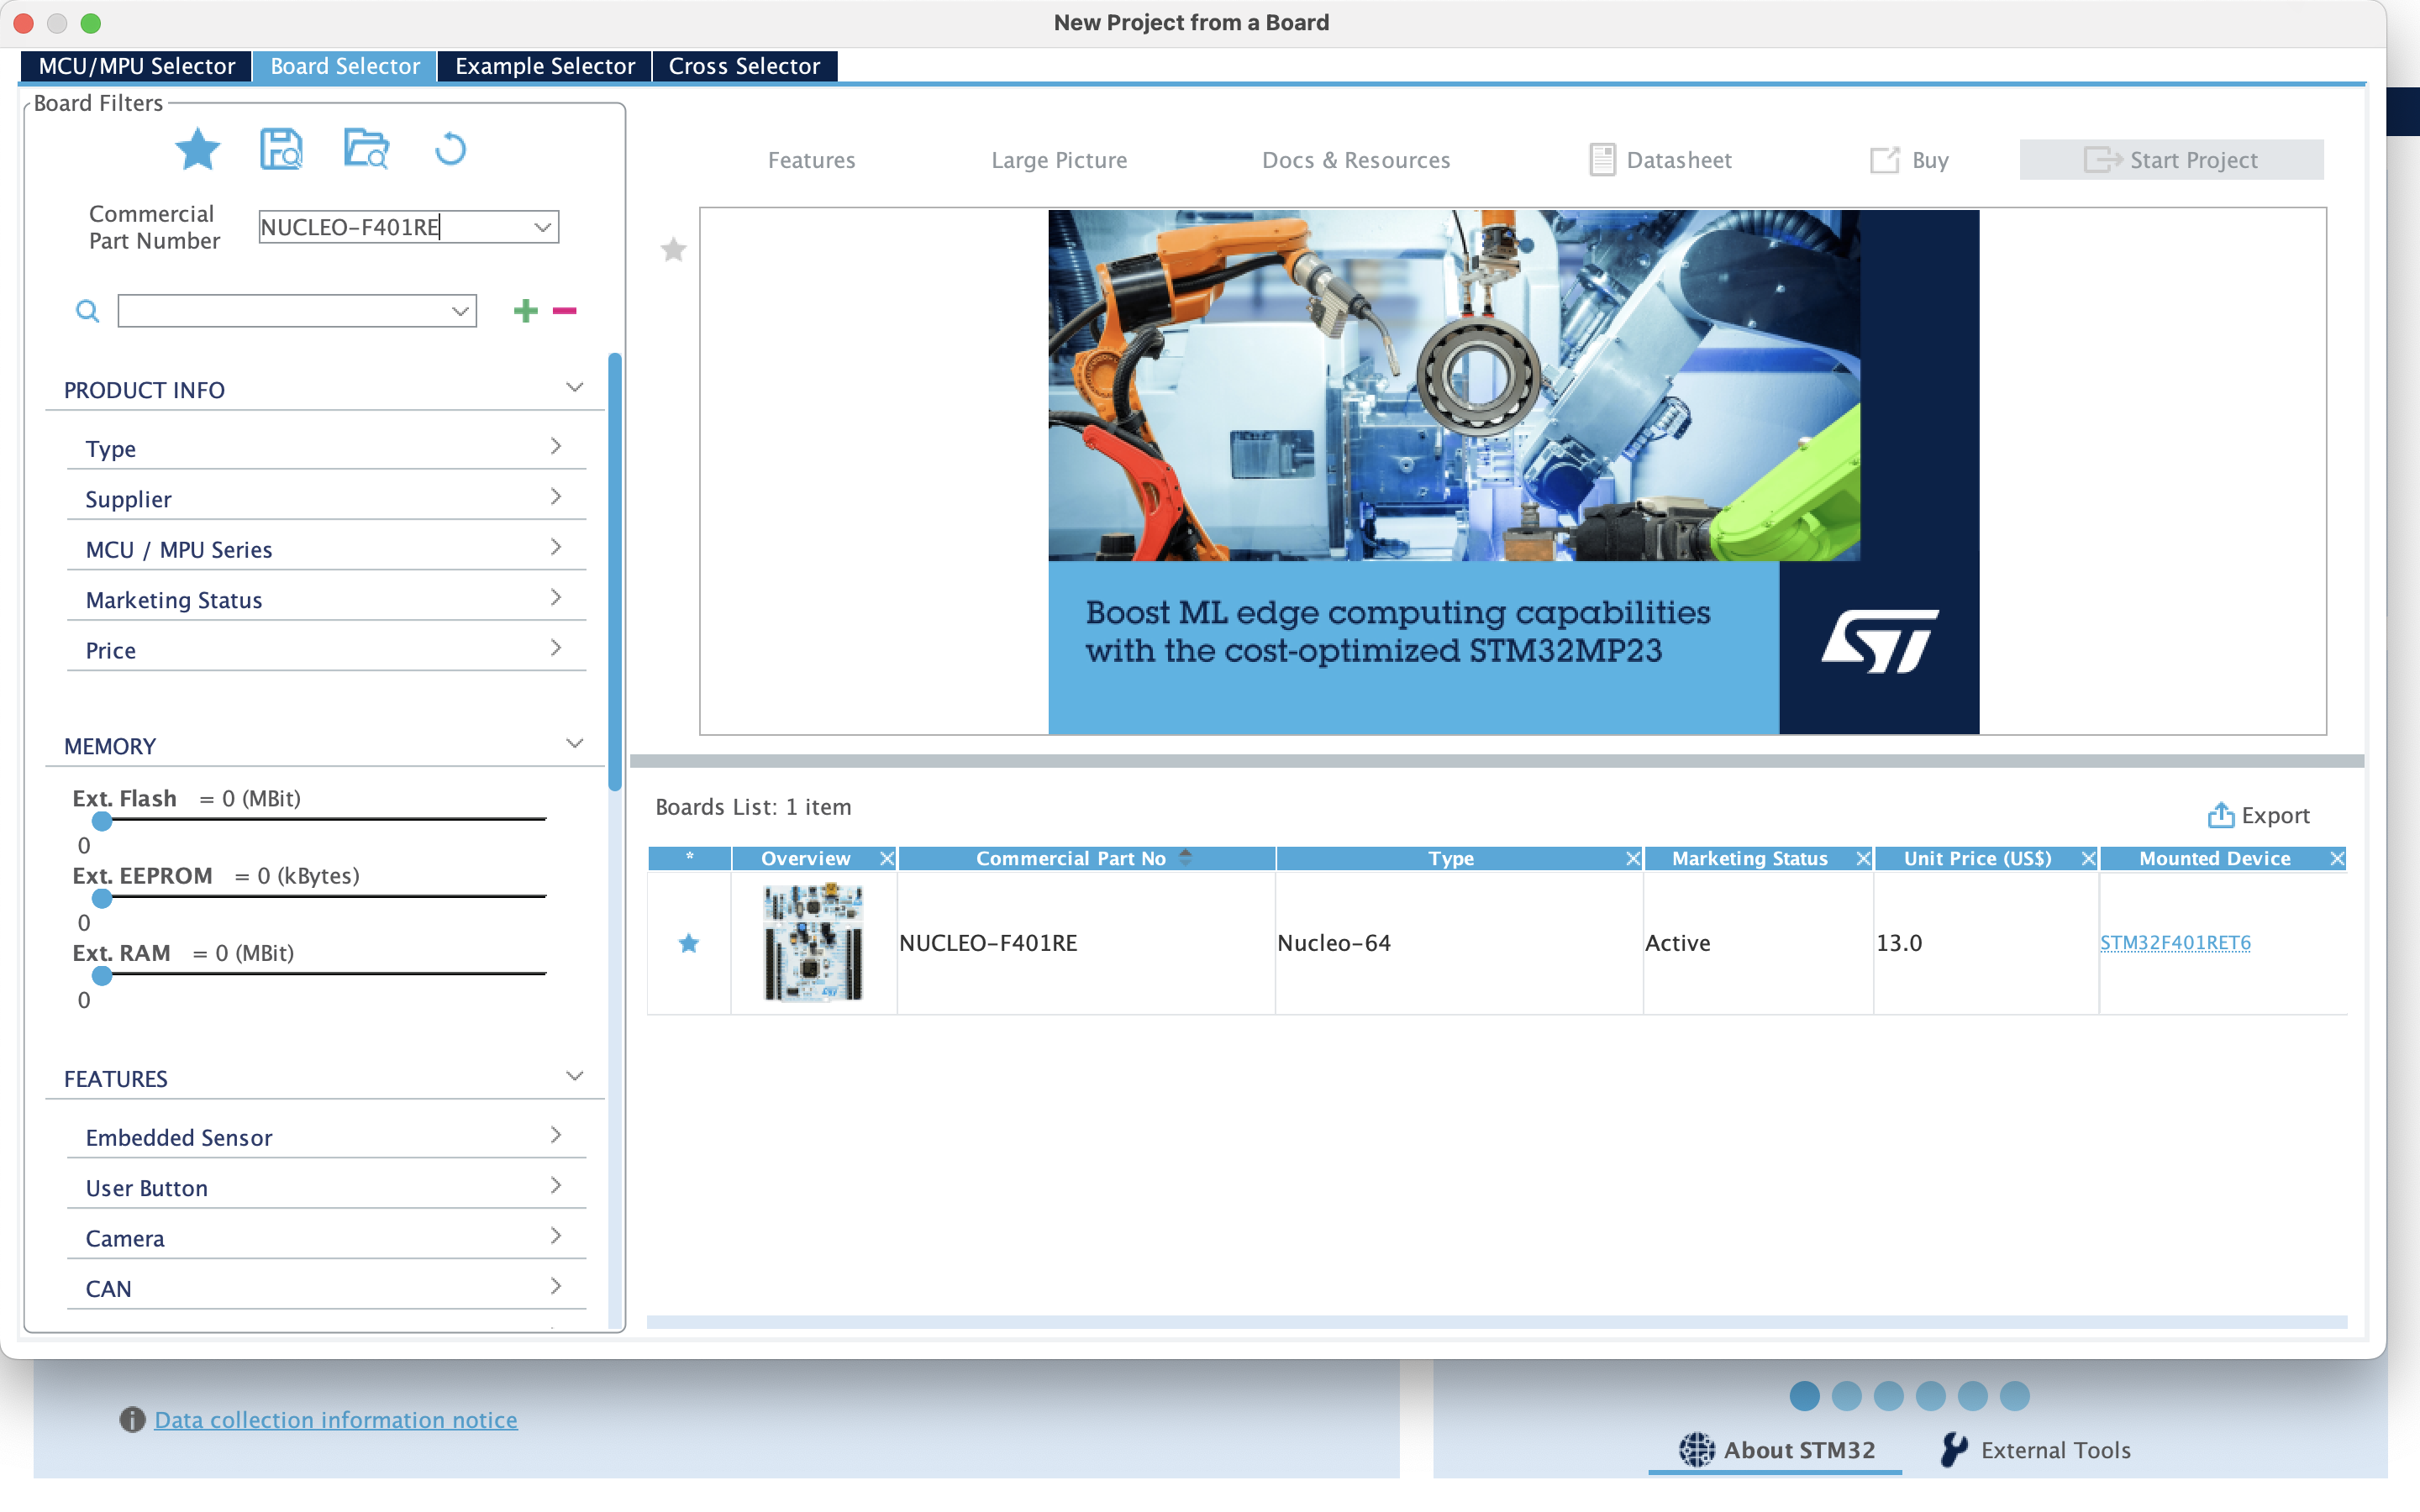 New Project from a Board
MCU/MPU Selector
Board Selector
Example Selector
Cross Selector
Board Filters
Commercial
Part Number
NUCLEO-F401RE
PRODUCT INFO
Type
Supplier
MCU / MPU Series
Marketing Status
Price
MEMORY
Ext. Flash = 0 (MBit)
0
Ext. EEPROM = 0 (kBytes)
0
Ext. RAM = 0 (MBit)
0
FEATURES
Embedded Sensor
User Button
Camera
CAN
Features
Large Picture
Docs & Resources
Datasheet
Buy
Start Project
Boost ML edge computing capabilities
with the cost-optimized STM32MP23
ST
Boards List: 1 item
Export
* Overview Commercial Part No Type Marketing Status Unit Price (US$) Mounted Device
NUCLEO-F401RE Nucleo-64 Active 13.0 STM32F401RET6
Data collection information notice
About STM32
External Tools